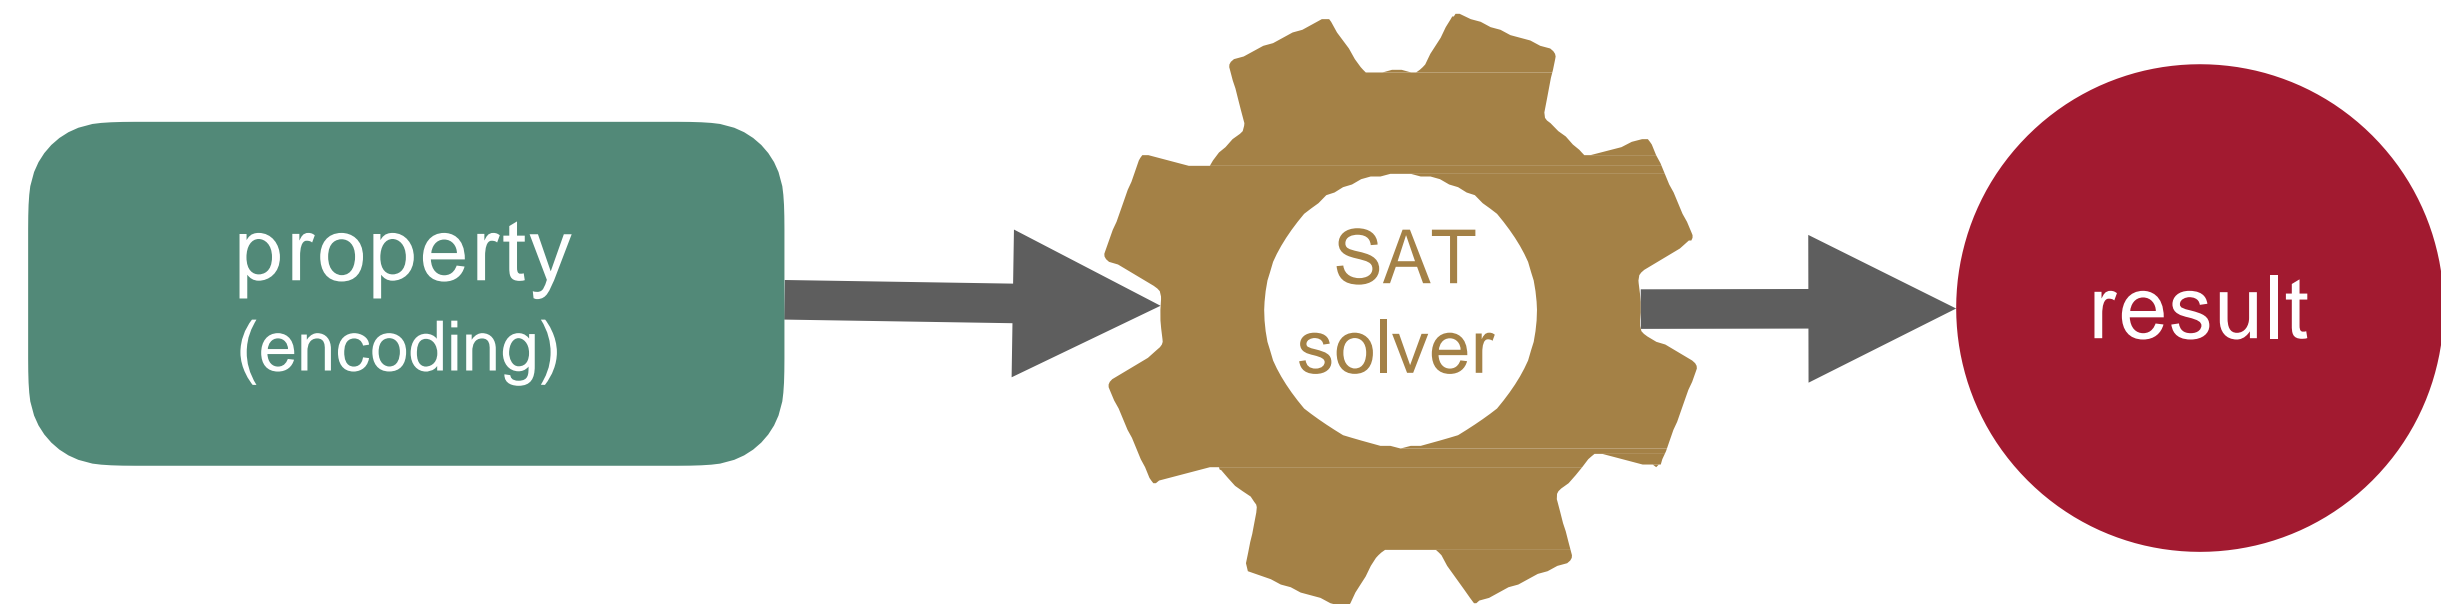 property
(encoding)
SAT
solver
result